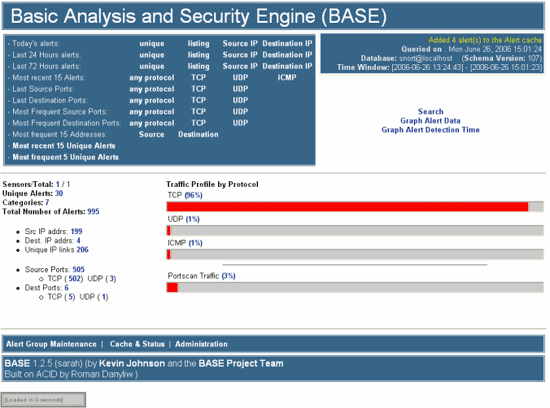 Basic Analysis and Security Engine (BASE)
- Today's alerts: unique listing Source IP Destination IP
- Last 24 Hours alerts: unique listing Source IP Destination IP
- Last 72 Hours alerts: unique listing Source IP Destination IP
- Most recent 15 Alerts: any protocol TCP UDP ICMP
- Last Source Ports: any protocol TCP UDP
- Last Destination Ports: any protocol TCP UDP
- Most Frequent Source Ports: any protocol TCP UDP
- Most Frequent Destination Ports: any protocol TCP UDP
- Most frequent 15 Addresses: Source Destination
- Most recent 15 Unique Alerts
- Most frequent 5 Unique Alerts
Added 4 alert(s) to the Alert cache
Queried on : Mon June 26, 2006 15:01:24
Database: snort@localhost (Schema Version: 107)
Time Window: [2006-06-26 13:24:43] - [2006-06-26 15:01:23]
Search
Graph Alert Data
Graph Alert Detection Time
Sensors/Total: 1 / 1
Unique Alerts: 30
Categories: 7
Total Number of Alerts: 995
Src IP addrs: 199
Dest. IP addrs: 4
Unique IP links 206
Source Ports: 505
TCP ( 502) UDP ( 3)
Dest Ports: 6
TCP ( 5) UDP ( 1)
Traffic Profile by Protocol
TCP (96%)
UDP (1%)
ICMP (1%)
Portscan Traffic (3%)
Alert Group Maintenance | Cache & Status | Administration
BASE 1.2.5 (sarah) (by Kevin Johnson and the BASE Project Team
Built on ACID by Roman Danyliw )
[Loaded in 0 seconds]